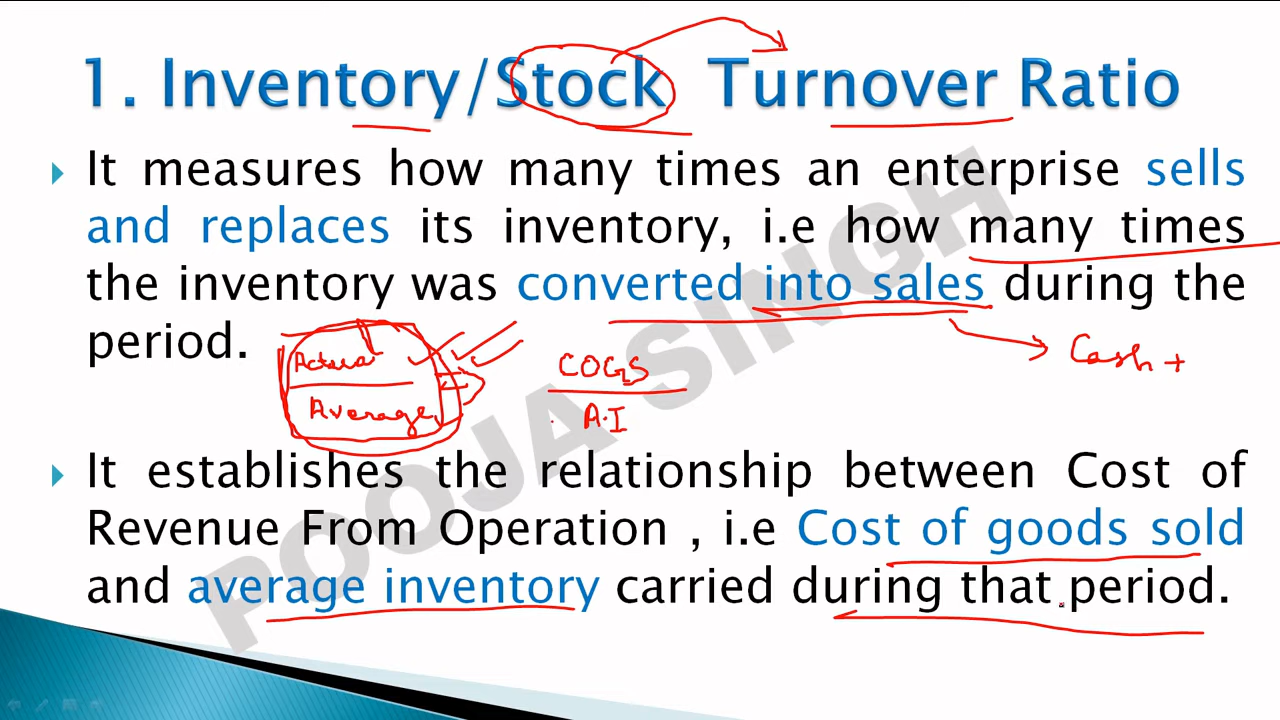 1. Inventory/Stock Turnover Ratio
It measures how many times an enterprise sells
and replaces its inventory, i.e how many times
the inventory was converted into sales during the
period.
Cash +
Average
COGS
A.I
It establishes the relationship between Cost of
Revenue From Operation , i.e Cost of goods sold
and average inventory carried during that period.
POOJA SINGH